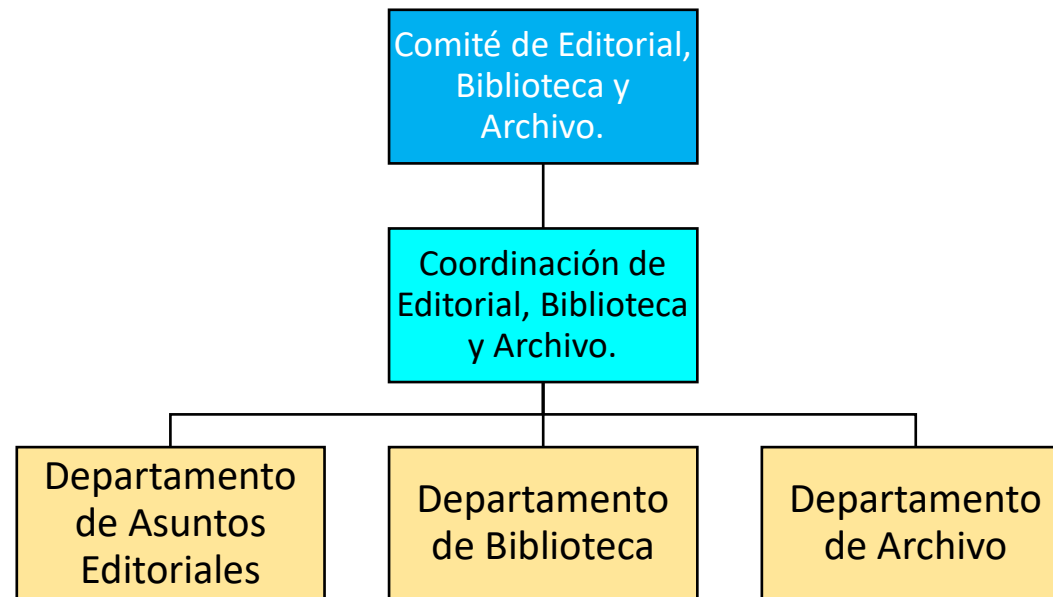 Comité de Editorial,
Biblioteca y
Archivo.
Coordinación de
Editorial, Biblioteca
y Archivo.
Departamento
de Asuntos
Editoriales
Departamento
de Biblioteca
Departamento
de Archivo